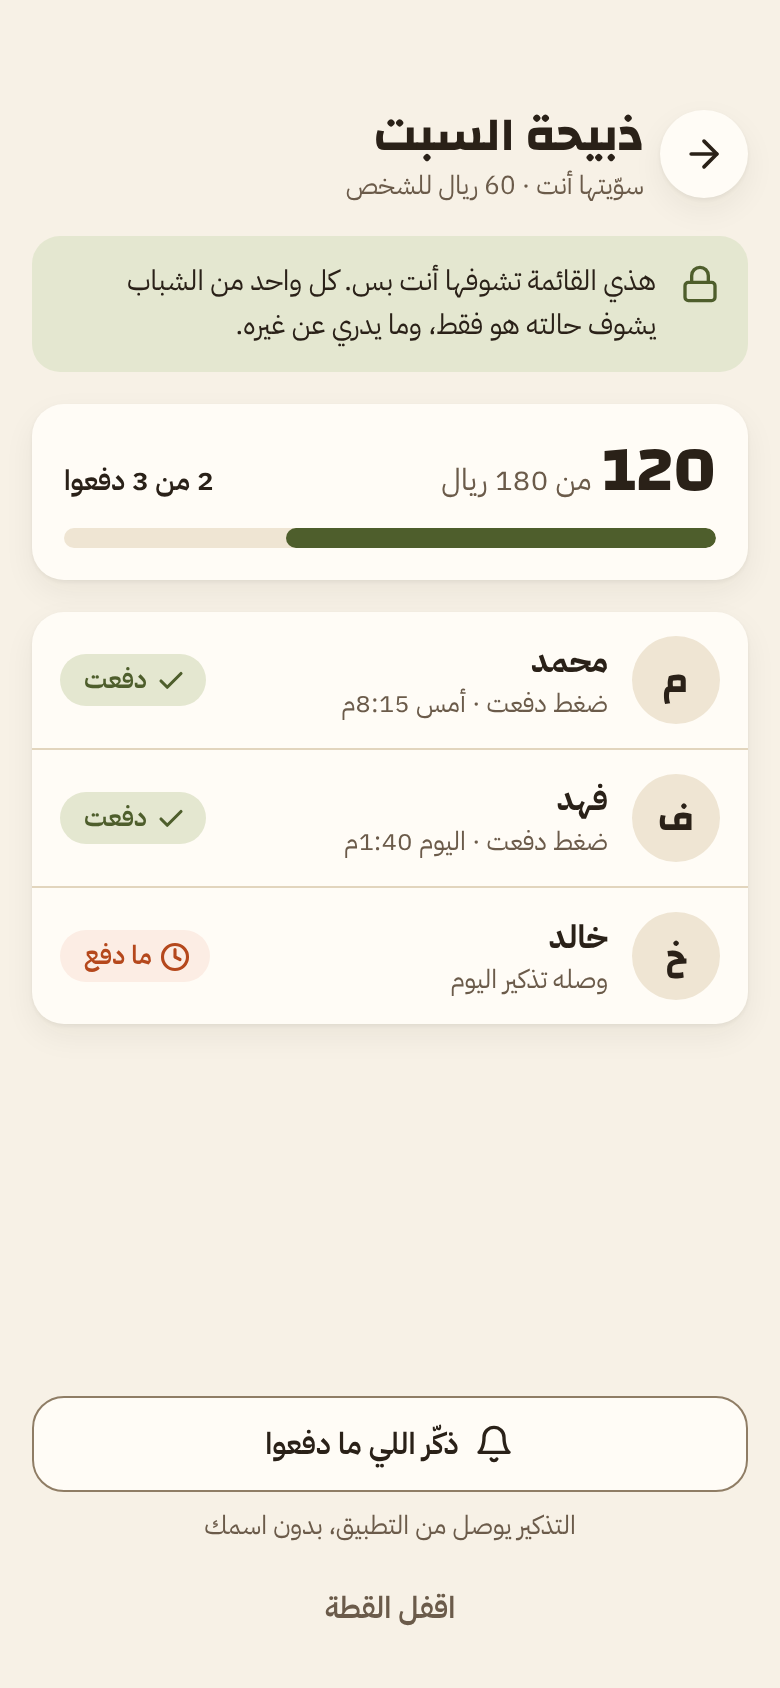 ذبيحة السبت
سوّيتها أنت · 60 ريال للشخص
هذي القائمة تشوفها أنت بس. كل واحد من الشباب
يشوف حالته هو فقط، وما يدري عن غيره.
120 من 180 ريال
2 من 3 دفعوا
م
محمد
ضغط دفعت · أمس 8:15م
دفعت
ف
فهد
ضغط دفعت · اليوم 1:40م
دفعت
خ
خالد
وصله تذكير اليوم
ما دفع
ذكّر اللي ما دفعوا
التذكير يوصل من التطبيق، بدون اسمك
اقفل القطة